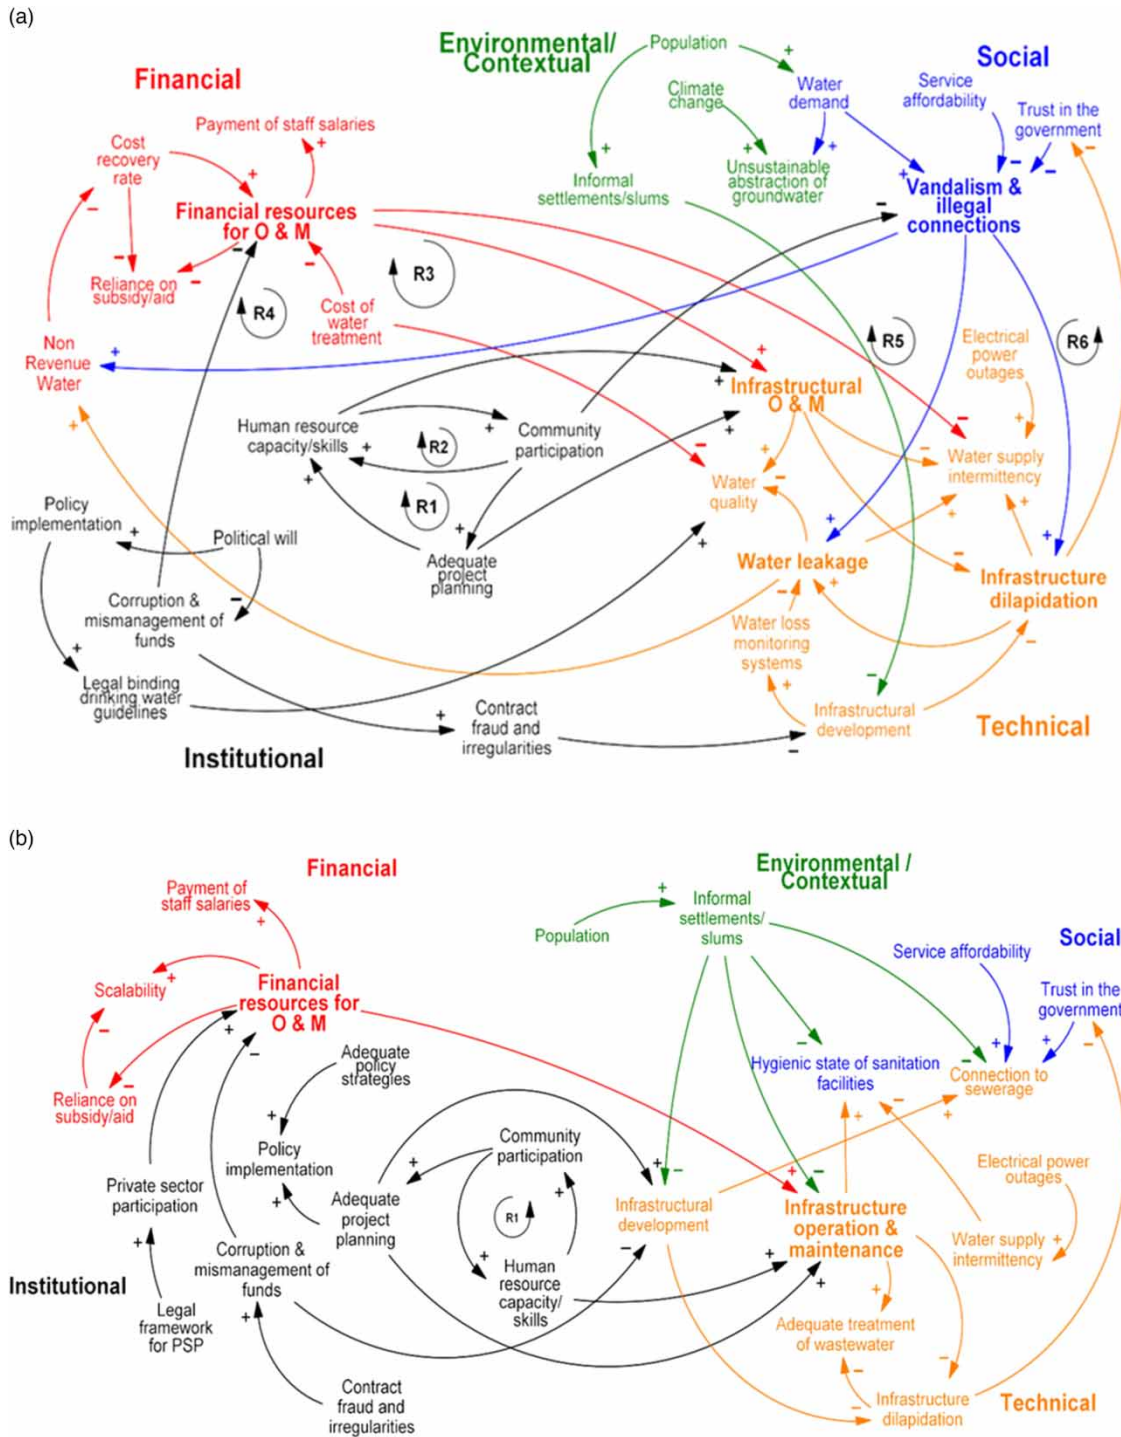 (a)
Environmental/
Contextual
Population
Social
Financial
Climate
change
Water
demand
Service
affordability
Trust in the
government
Payment of staff salaries
Cost
recovery
rate
Unsustainable
abstraction of
groundwater
Informal
settlements/slums
Vandalism &
illegal
connections
Financial resources
for O & M
R3
Reliance on
subsidy/aid
R4
Cost of
water
treatment
Non
Revenue
Water
R5
Electrical
power
outages
R6
Infrastructural
O & M
Human resource
capacity/skills
R2
Community
participation
Water supply
intermittency
Water
quality
R1
Policy
implementation
Political will
Adequate
project
planning
Water leakage
Infrastructure
dilapidation
Corruption &
mismanagement of
funds
Water loss
monitoring
systems
Legal binding
drinking water
guidelines
Contract
fraud and
irregularities
Infrastructural
development
Technical
Institutional
(b)
Financial
Environmental /
Contextual
Payment of
staff salaries
Informal
settlements/
slums
Population
Social
Service affordability
Scalability
Financial
resources for
O & M
Trust in the
government
Adequate
policy
strategies
Hygienic state of sanitation
facilities
Connection to
sewerage
Reliance on
subsidy/aid
Policy
implementation
Community
participation
Electrical power
outages
Private sector
participation
Adequate
project
planning
R1
Infrastructural
development
Infrastructure
operation &
maintenance
Water supply
intermittency
Corruption &
mismanagement of
funds
Human
resource
capacity/
skills
Institutional
Legal
framework
for PSP
Adequate treatment
of wastewater
Contract
fraud and
irregularities
Infrastructure
dilapidation
Technical